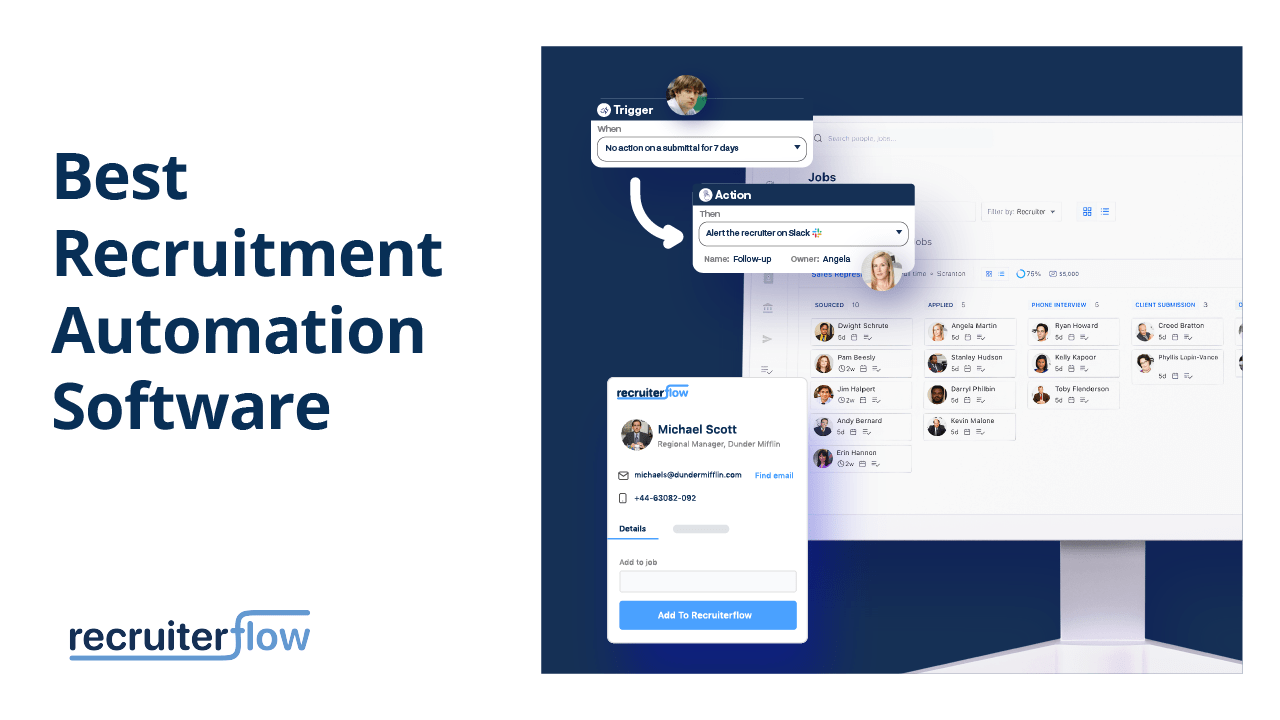 Best
Recruitment
Automation
Software
recruiterflow
Trigger
When
No action on a submittal for 7 days
Action
Then
Alert the recruiter on Slack
Name: Follow-up Owner: Angela
Search people, jobs...
Jobs
Filter by: Recruiter
obs
Sales Repres
time • Scranton
75%
$5,000
SOURCED 10
Dwight Schrute
5d
Pam Beesly
2w
Jim Halpert
2w
Andy Bernard
5d
Erin Hannon
2w
APPLIED 5
Angela Martin
5d
Stanley Hudson
5d
Darryl Philbin
5d
Kevin Malone
5d
PHONE INTERVIEW 5
Ryan Howard
5d
Kelly Kapoor
5d
Toby Flenderson
5d
CLIENT SUBMISSION 3
Creed Bratton
5d
Phyllis Lapin-Vance
5d
recruiterflow
Michael Scott
Regional Manager, Dunder Mifflin
michaels@dundermifflin.com Find email
+44-63082-092
Details
Add to job
Add To Recruiterflow